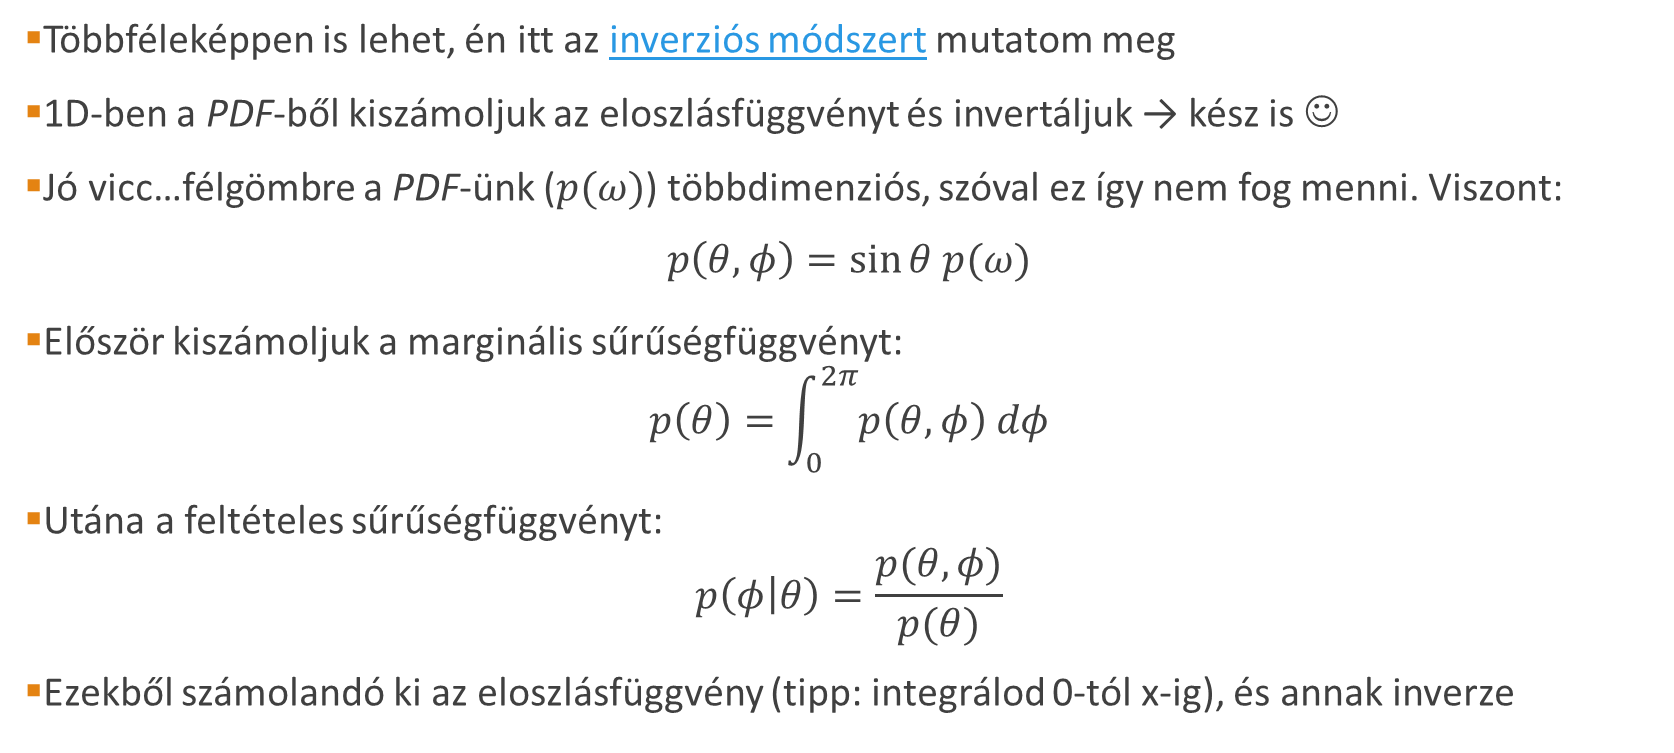 ▪Többféleképpen is lehet, én itt az inverziós módszert mutatom meg
▪1D-ben a PDF-ből kiszámoljuk az eloszlásfüggvényt és invertáljuk → kész is ☺
▪Jó vicc…félgömbre a PDF-ünk (p(ω)) többdimenziós, szóval ez így nem fog menni. Viszont:
p(θ, ϕ) = sin θ p(ω)
▪Először kiszámoljuk a marginális sűrűségfüggvényt:
p(θ) = ∫₀²π p(θ, ϕ) dϕ
▪Utána a feltételes sűrűségfüggvényt:
p(ϕ|θ) = p(θ, ϕ) / p(θ)
▪Ezekből számolandó ki az eloszlásfüggvény (tipp: integrálod 0-tól x-ig), és annak inverze